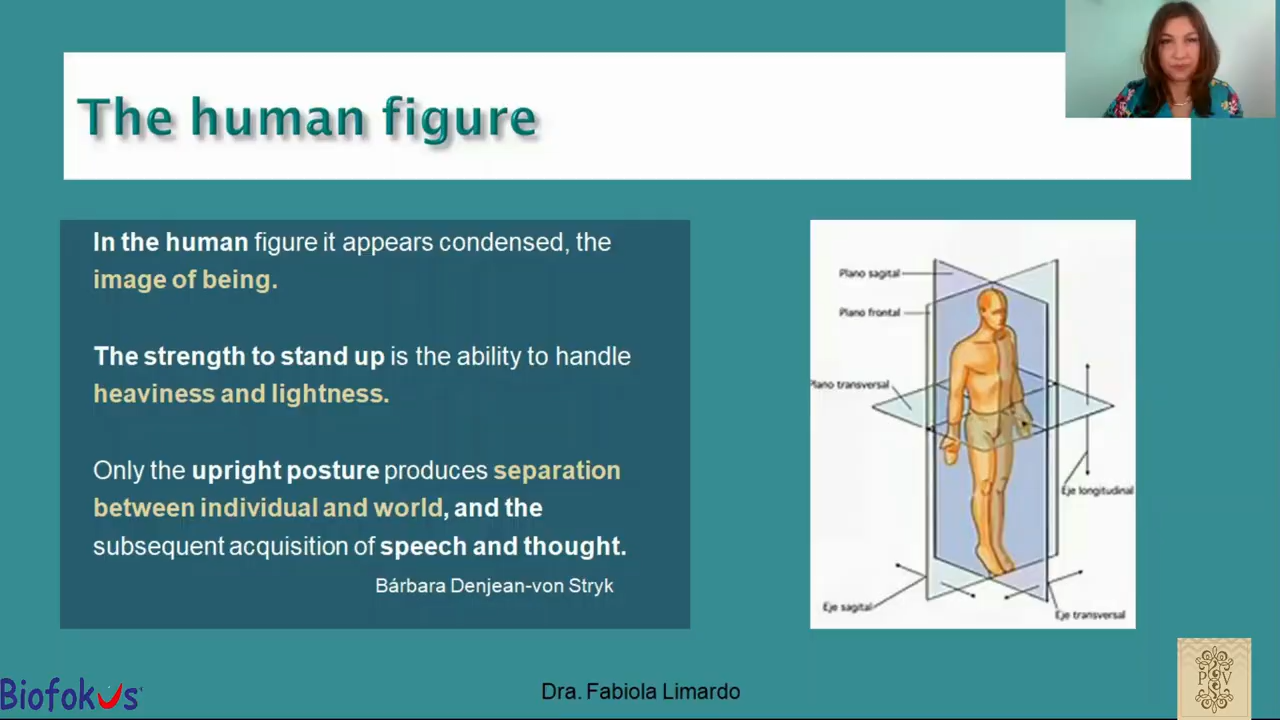 The human figure
In the human figure it appears condensed, the
image of being.
The strength to stand up is the ability to handle
heaviness and lightness.
Only the upright posture produces separation
between individual and world, and the
subsequent acquisition of speech and thought.
Bárbara Denjean-von Stryk
Plano sagital
Plano frontal
Plano transversal
Eje longitudinal
Eje sagital
Eje transversal
Biofokus
Dra. Fabiola Limardo
P V